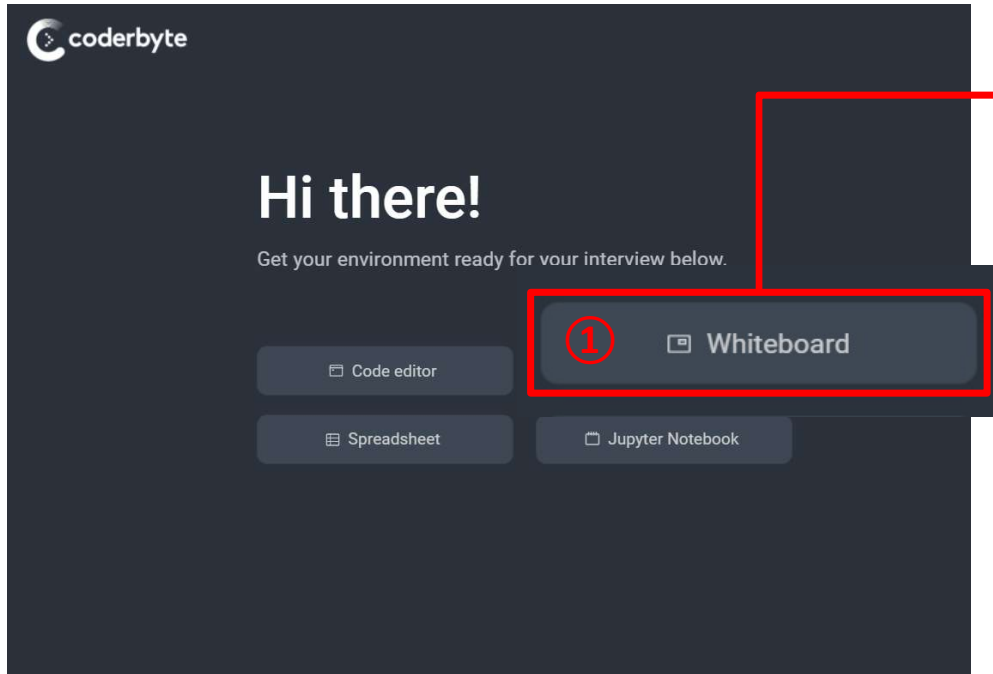 coderbyte
Hi there!
Get your environment ready for your interview below.
① Whiteboard
Code editor
Spreadsheet
Jupyter Notebook